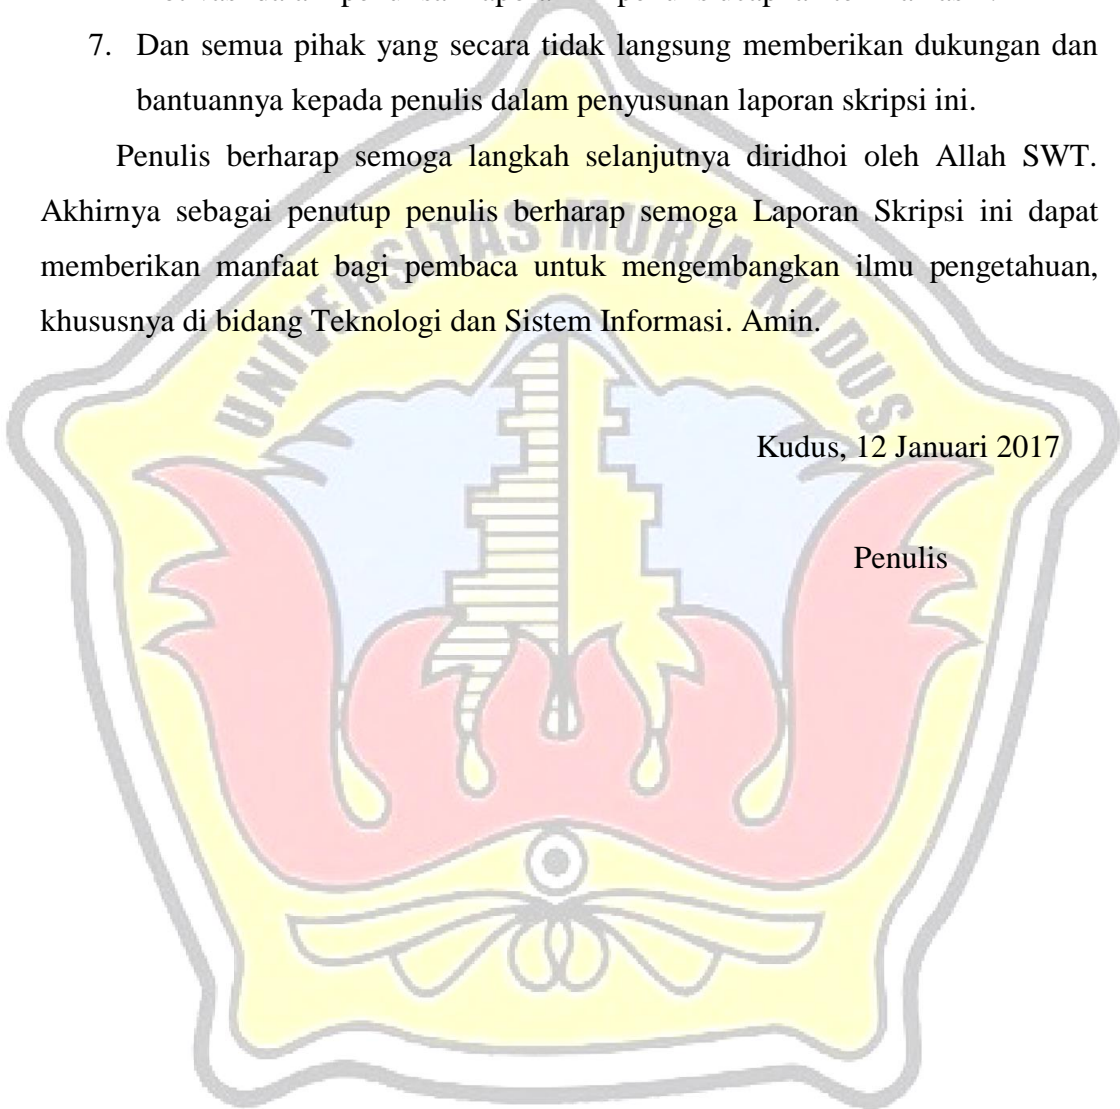 7. Dan semua pihak yang secara tidak langsung memberikan dukungan dan
bantuannya kepada penulis dalam penyusunan laporan skripsi ini.
Penulis berharap semoga langkah selanjutnya diridhoi oleh Allah SWT.
Akhirnya sebagai penutup penulis berharap semoga Laporan Skripsi ini dapat
memberikan manfaat bagi pembaca untuk mengembangkan ilmu pengetahuan,
khususnya di bidang Teknologi dan Sistem Informasi. Amin.
UNIVERSITAS MURIA KUDUS
Kudus, 12 Januari 2017
Penulis